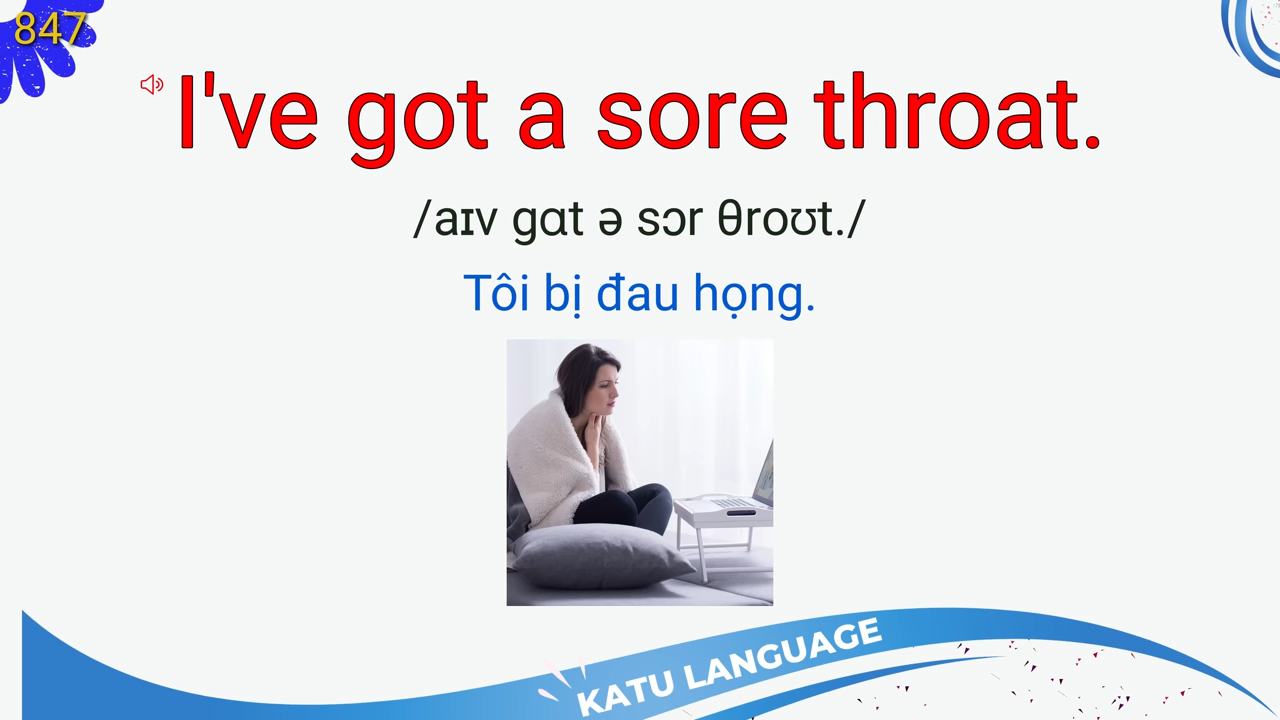 847
I've got a sore throat.
/aɪv gɑt ə sɔr θroʊt./
Tôi bị đau họng.
KATU LANGUAGE